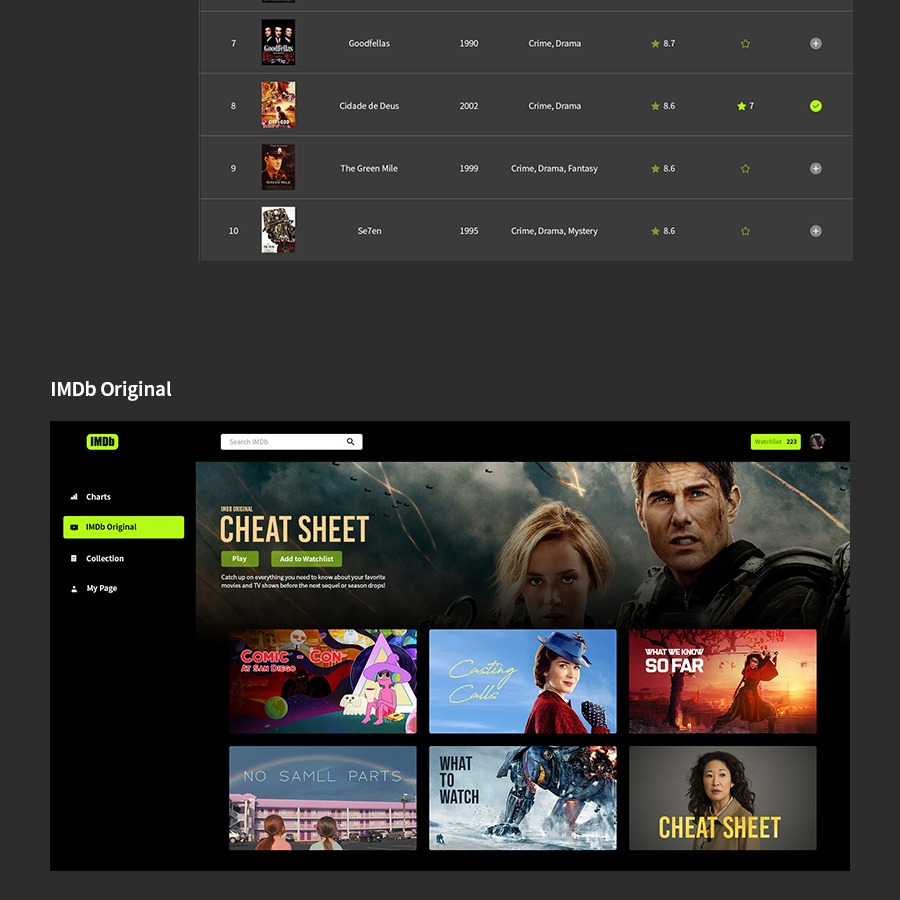 7 Goodfellas 1990 Crime, Drama 8.7
Goodfellas
8 Cidade de Deus 2002 Crime, Drama 8.6 7
9 The Green Mile 1999 Crime, Drama, Fantasy 8.6
GREEN MILE
10 Se7en 1995 Crime, Drama, Mystery 8.6
IMDb Original
IMDb
Search IMDb
Watchlist 223
Charts
IMDb Original
Collection
My Page
IMDB ORIGINAL
CHEAT SHEET
Play
Add to Watchlist
Catch up on everything you need to know about your favorite
movies and TV shows before the next sequel or season drops!
COMIC - CON
AT SAN DIEGO
Casting
Calls
WHAT WE KNOW
SO FAR
NO SAMLL PARTS
WHAT
TO
WATCH
CHEAT SHEET